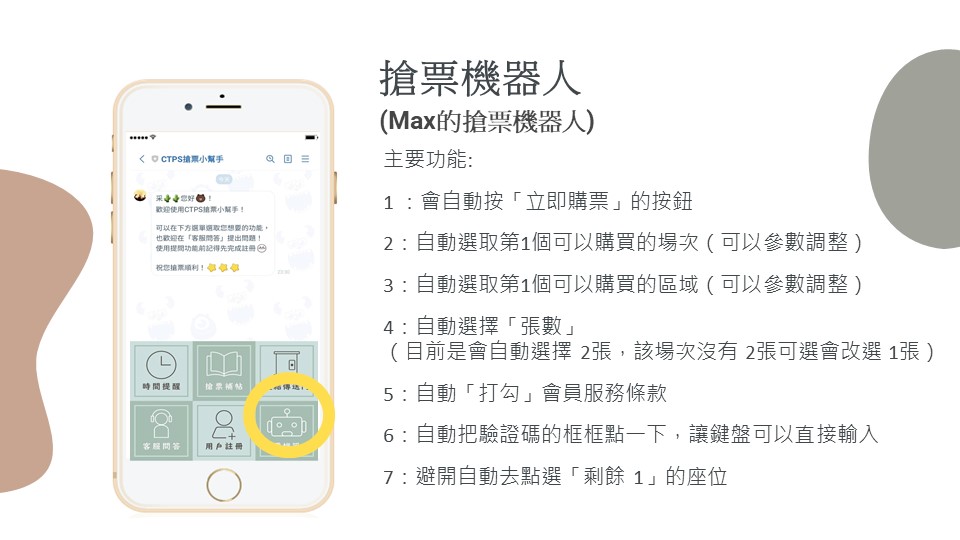 搶票機器人
(Max的搶票機器人)
主要功能:
1 ：會自動按「立即購票」的按鈕
2：自動選取第1個可以購買的場次（可以參數調整）
3：自動選取第1個可以購買的區域（可以參數調整）
4：自動選擇「張數」
（目前是會自動選擇 2張，該場次沒有 2張可選會改選 1張）
5：自動「打勾」會員服務條款
6：自動把驗證碼的框框點一下，讓鍵盤可以直接輸入
7：避開自動去點選「剩餘 1」的座位
CTPS搶票小幫手
您好！
歡迎使用CTPS搶票小幫手！
可以在下方選單選取您想要的功能，
也歡迎在「客服問答」提出問題！
使用提問功能前記得先完成註冊
祝您搶票順利！
時間提醒
搶票補帖
客服問答
用戶註冊